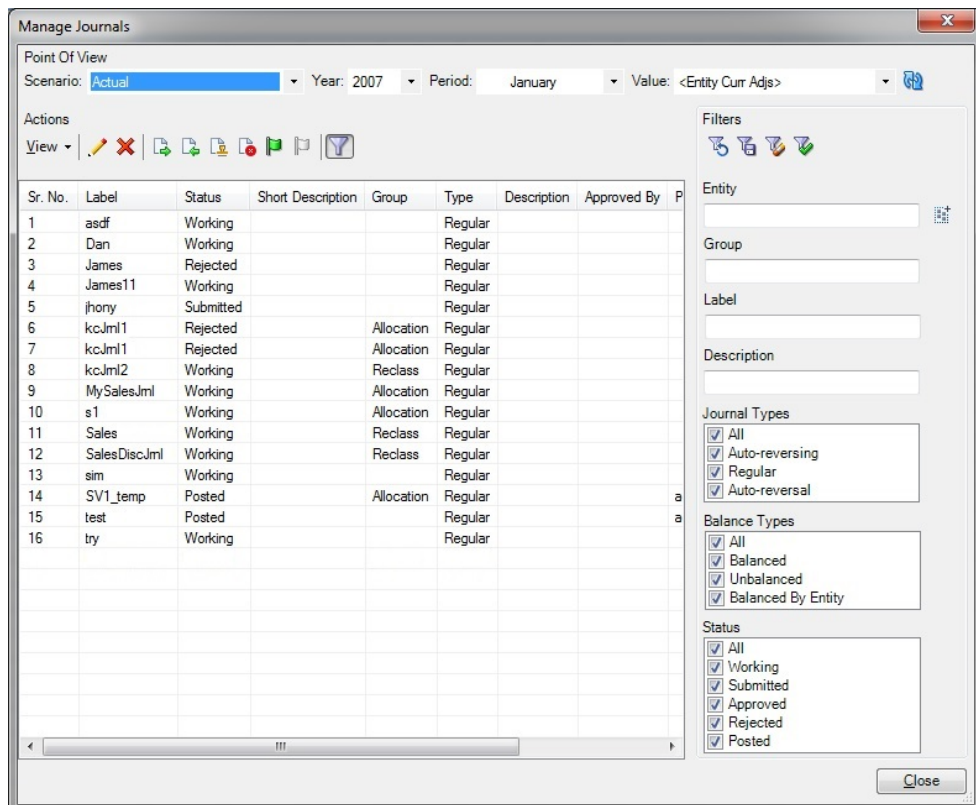 Manage Journals
Point Of View
Scenario: Actual Year: 2007 Period: January Value: <Entity Curr Adjs>
Actions
View
Sr. No. Label Status Short Description Group Type Description Approved By P
1 asdf Working Regular
2 Dan Working Regular
3 James Rejected Regular
4 James11 Working Regular
5 jhony Submitted Regular
6 kcJrnl1 Rejected Allocation Regular
7 kcJrnl1 Rejected Allocation Regular
8 kcJrnl2 Working Reclass Regular
9 MySalesJrnl Working Allocation Regular
10 s1 Working Allocation Regular
11 Sales Working Reclass Regular
12 SalesDiscJrnl Working Reclass Regular
13 sim Working Regular
14 SV1_temp Posted Allocation Regular a
15 test Posted Regular a
16 try Working Regular
Filters
Entity
Group
Label
Description
Journal Types
All
Auto-reversing
Regular
Auto-reversal
Balance Types
All
Balanced
Unbalanced
Balanced By Entity
Status
All
Working
Submitted
Approved
Rejected
Posted
Close